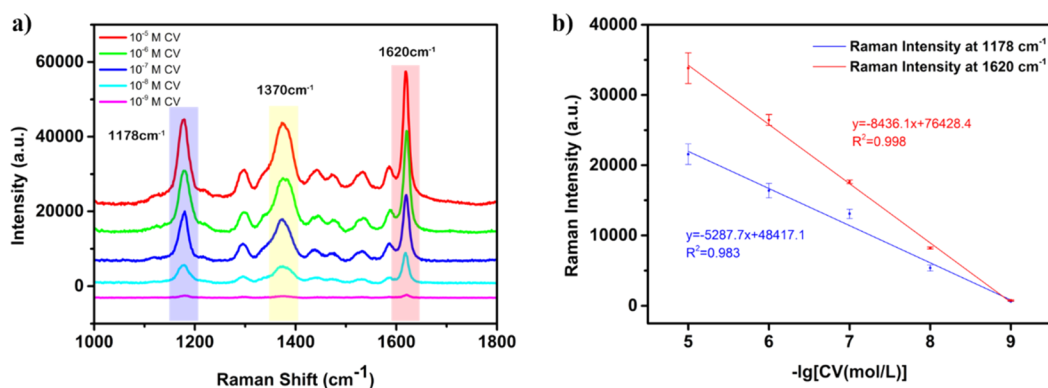 a)
10⁻⁵ M CV
10⁻⁶ M CV
10⁻⁷ M CV
10⁻⁸ M CV
10⁻⁹ M CV
1178cm⁻¹
1370cm⁻¹
1620cm⁻¹
60000
40000
20000
0
Intensity (a.u.)
1000 1200 1400 1600 1800
Raman Shift (cm⁻¹)
b)
Raman Intensity at 1178 cm⁻¹
Raman Intensity at 1620 cm⁻¹
y=-8436.1x+76428.4
R²=0.998
y=-5287.7x+48417.1
R²=0.983
40000
30000
20000
10000
0
Raman Intensity (a.u.)
5 6 7 8 9
-lg[CV(mol/L)]